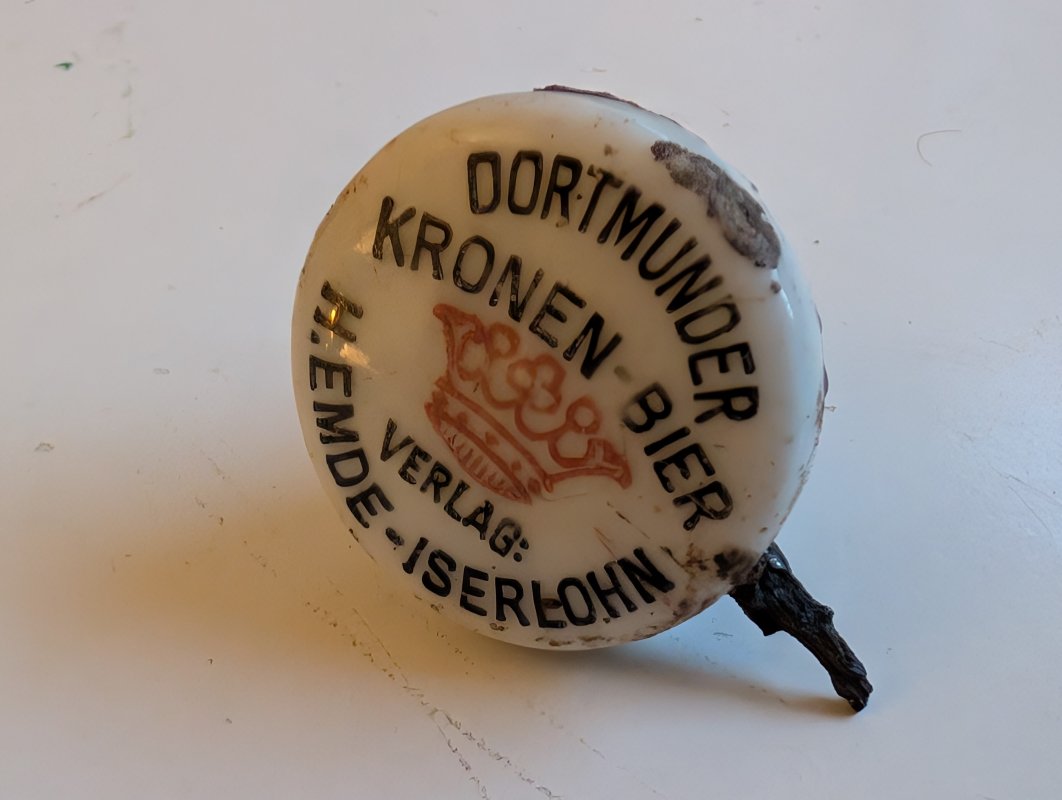 DORTMUNDER
KRONEN-BIER
VERLAG:
H. EMDE - ISERLOHN